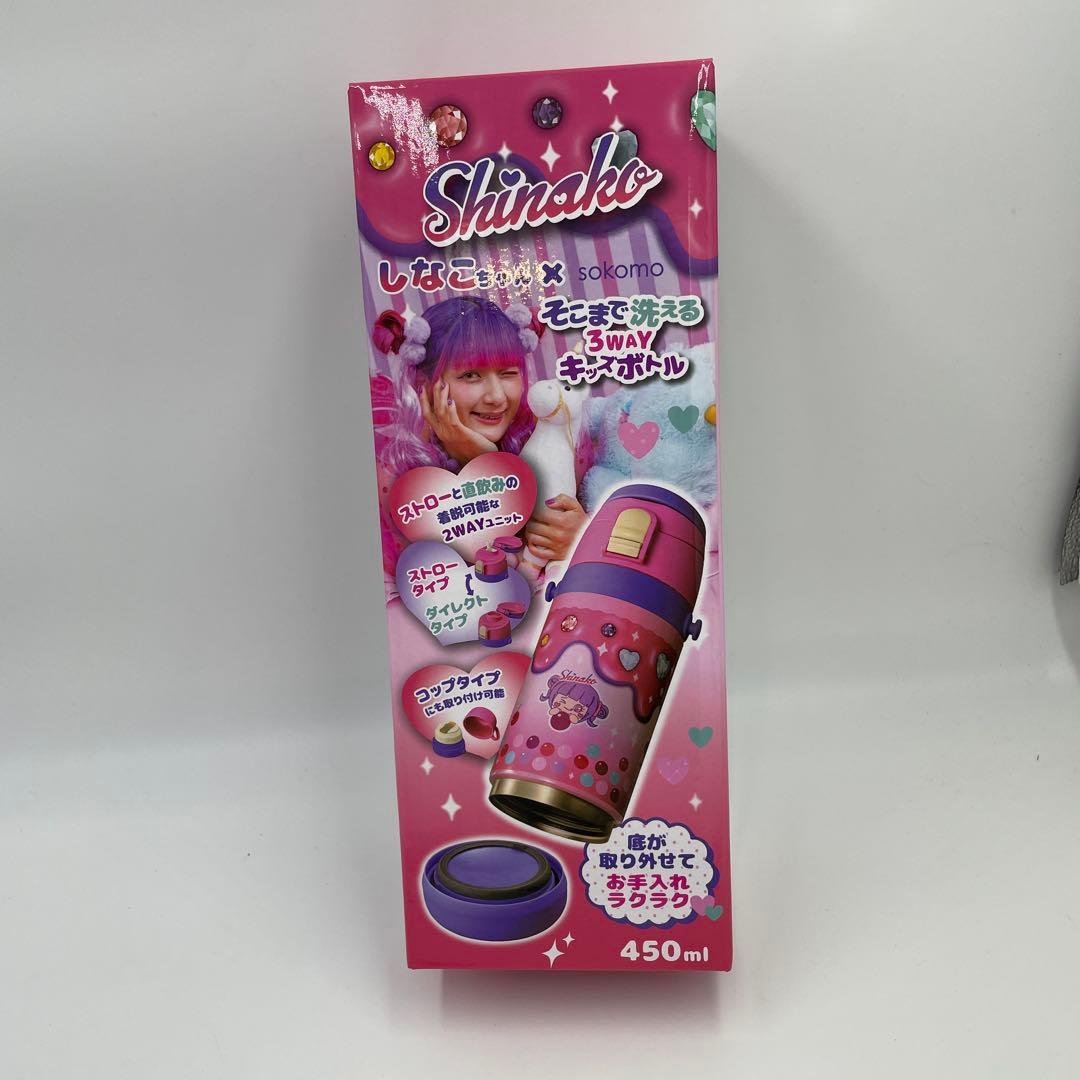 Shinako
しなこちゃん× sokomo
そこまで洗える
3WAY
キッズボトル
ストローと直飲みの
着脱可能な
2WAYユニット
ストロー
タイプ
ダイレクト
タイプ
コップタイプ
にも取り付け可能
Shinako
底が
取り外せて
お手入れ
ラクラク
450ml